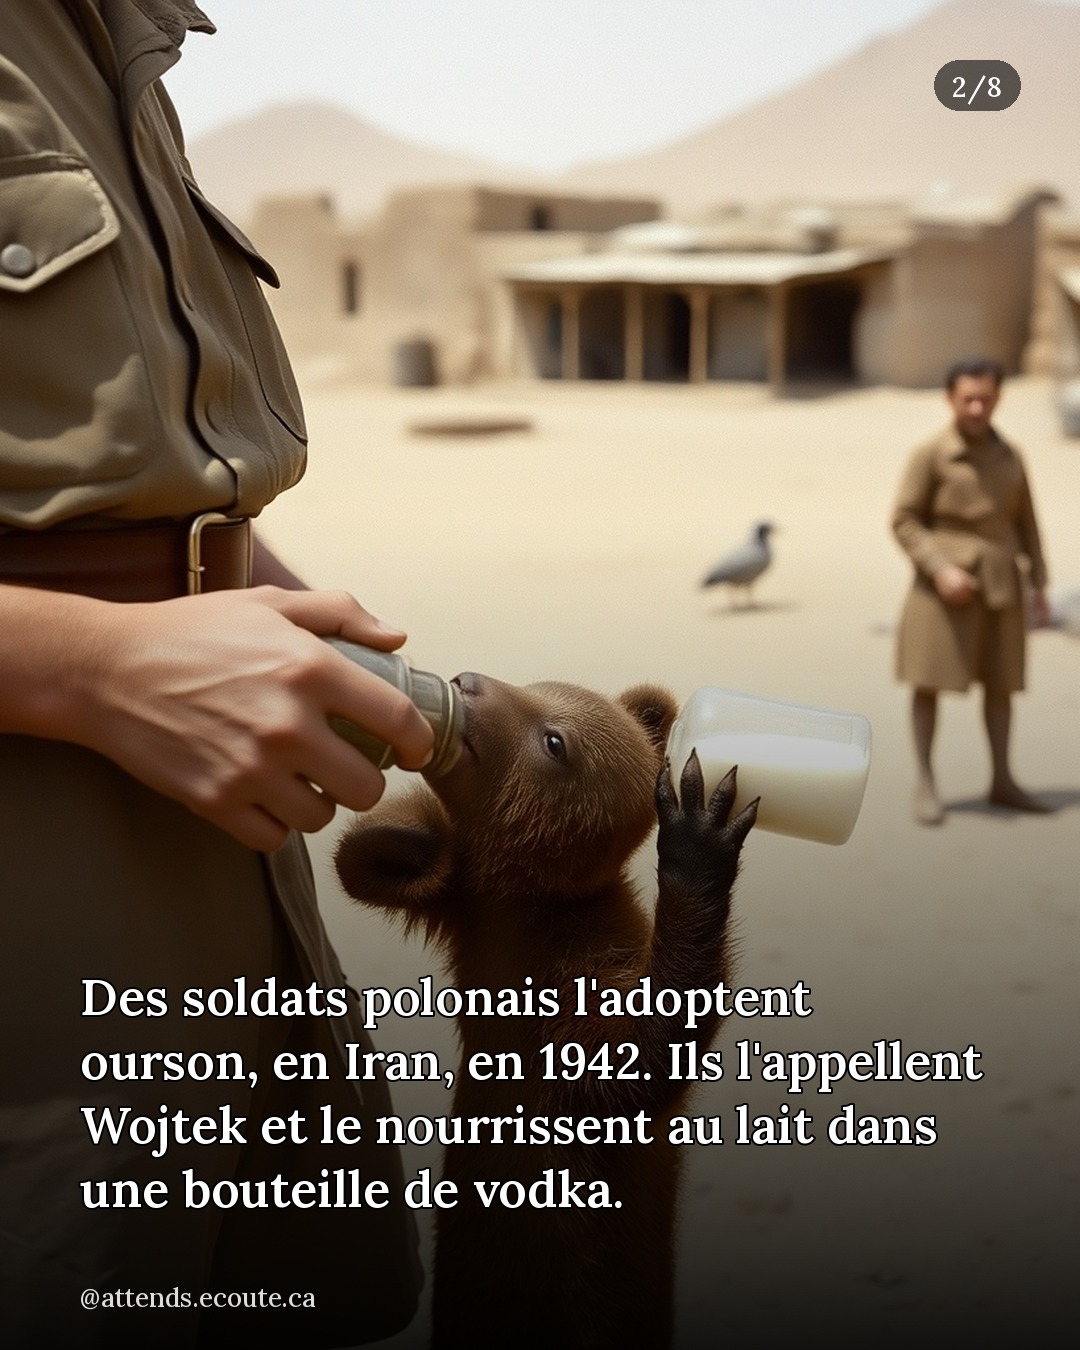 2/8
Des soldats polonais l'adoptent
ourson, en Iran, en 1942. Ils l'appellent
Wojtek et le nourrissent au lait dans
une bouteille de vodka.
@attends.ecoute.ca